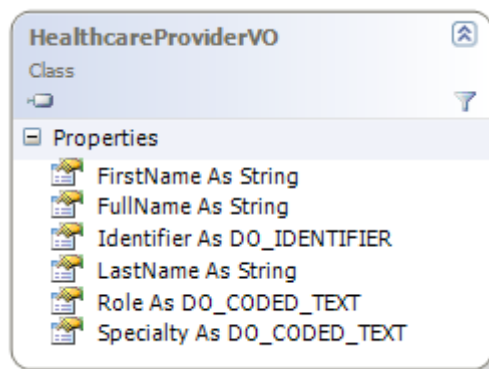 HealthcareProviderVO
Class
Properties
FirstName As String
FullName As String
Identifier As DO_IDENTIFIER
LastName As String
Role As DO_CODED_TEXT
Specialty As DO_CODED_TEXT